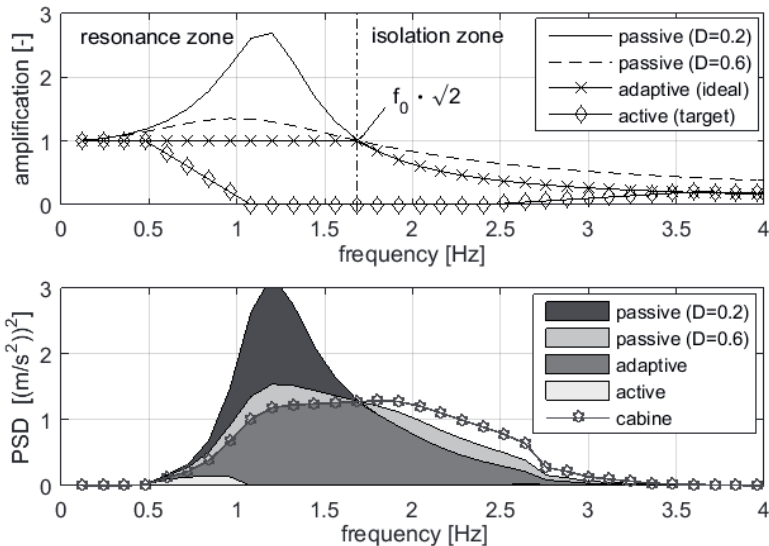 amplification [-]
3
2
1
0
resonance zone
isolation zone
f0 · √2
passive (D=0.2)
passive (D=0.6)
adaptive (ideal)
active (target)
0 0.5 1 1.5 2 2.5 3 3.5 4
frequency [Hz]
PSD [(m/s²))²]
3
2
1
0
passive (D=0.2)
passive (D=0.6)
adaptive
active
cabine
0 0.5 1 1.5 2 2.5 3 3.5 4
frequency [Hz]